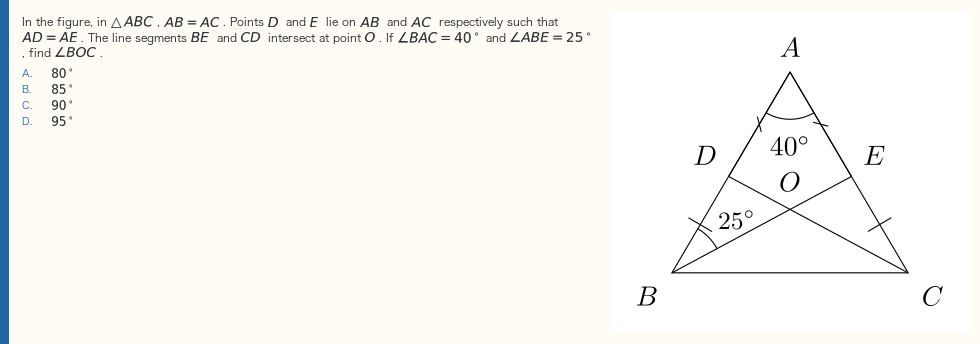 In the figure, in △ABC , AB = AC . Points D and E lie on AB and AC respectively such that
AD = AE . The line segments BE and CD intersect at point O . If ∠BAC = 40° and ∠ABE = 25°
, find ∠BOC .
A. 80°
B. 85°
C. 90°
D. 95°
A
40°
D
E
O
25°
B
C